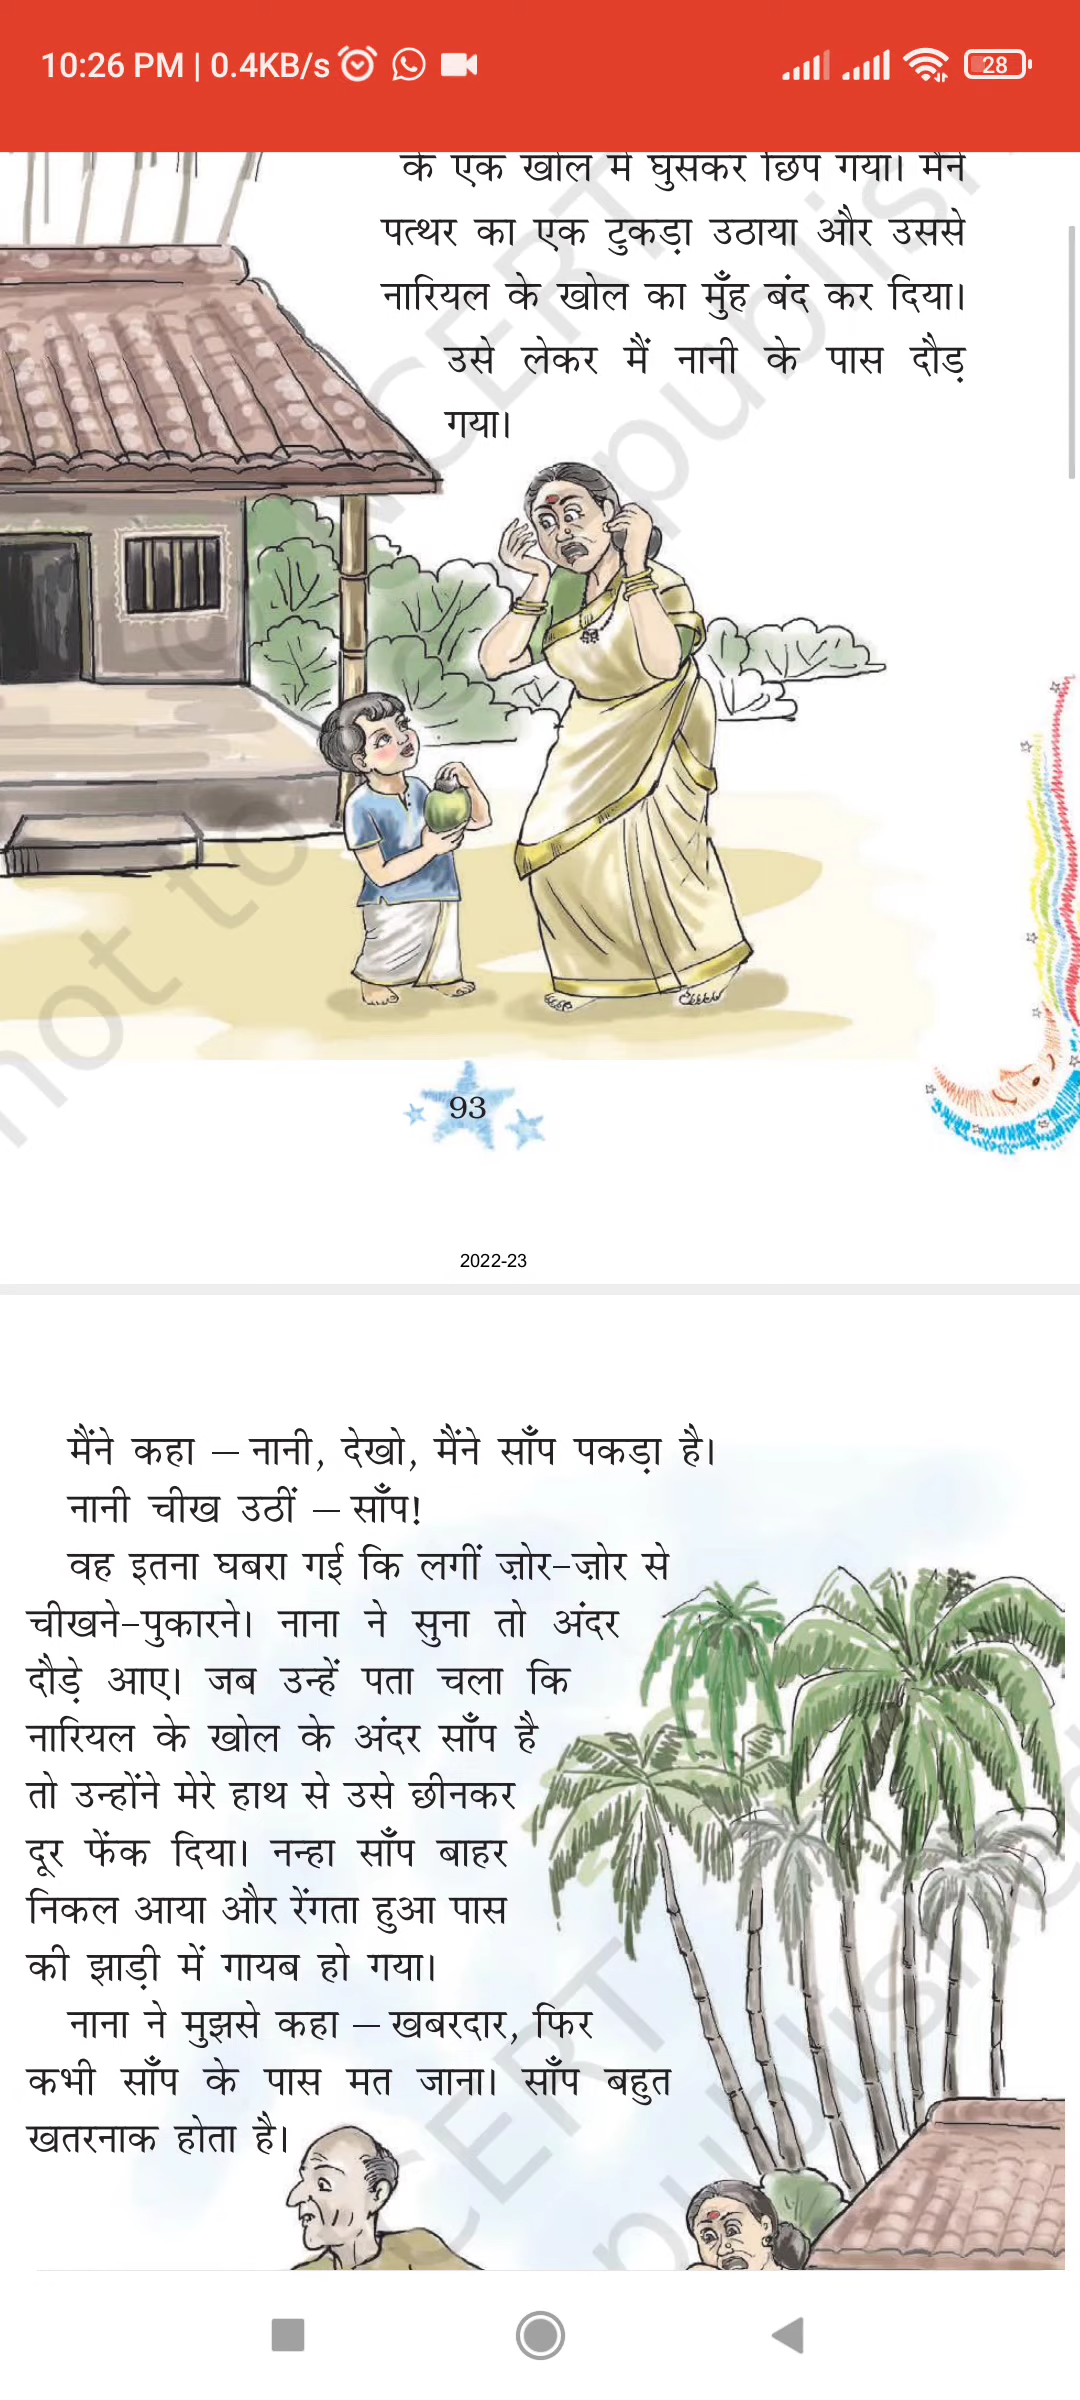 10:26 PM | 0.4KB/s
28
के एक खोल में घुसकर छिप गया। मैंने
पत्थर का एक टुकड़ा उठाया और उससे
नारियल के खोल का मुँह बंद कर दिया।
उसे लेकर मैं नानी के पास दौड़
गया।
93
2022-23
मैंने कहा – नानी, देखो, मैंने साँप पकड़ा है।
नानी चीख उठीं – साँप!
वह इतना घबरा गई कि लगीं ज़ोर-ज़ोर से
चीखने-पुकारने। नाना ने सुना तो अंदर
दौड़े आए। जब उन्हें पता चला कि
नारियल के खोल के अंदर साँप है
तो उन्होंने मेरे हाथ से उसे छीनकर
दूर फेंक दिया। नन्हा साँप बाहर
निकल आया और रेंगता हुआ पास
की झाड़ी में गायब हो गया।
नाना ने मुझसे कहा – खबरदार, फिर
कभी साँप के पास मत जाना। साँप बहुत
खतरनाक होता है।